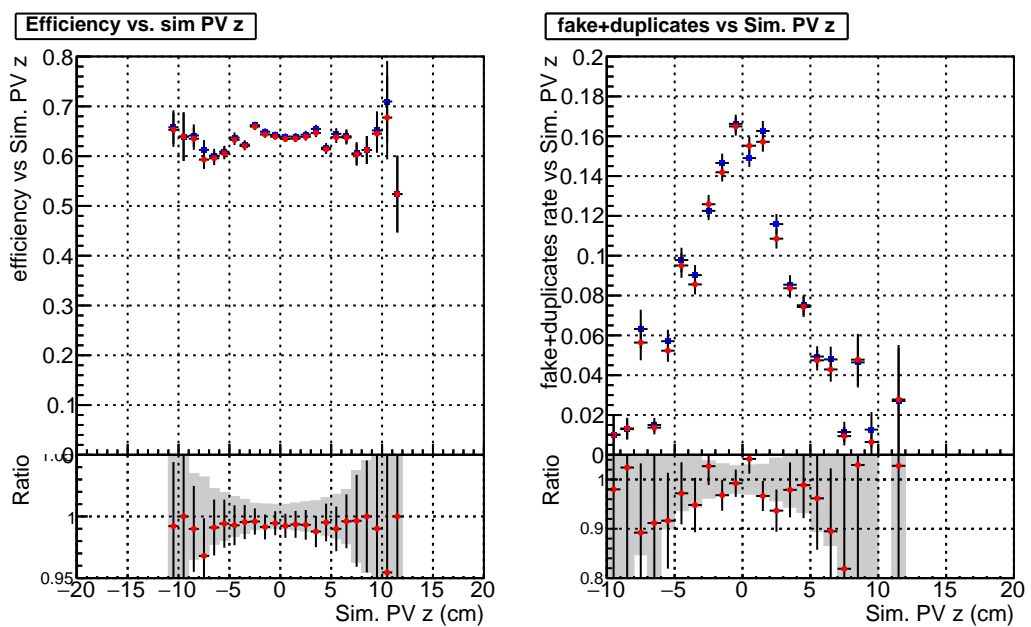 Efficiency vs. sim PV z
efficiency vs Sim. PV z
0.8
0.7
0.6
0.5
0.4
0.3
0.2
0.1
0
Ratio
1
0.95
−20 −15 −10 −5 0 5 10 15 20
Sim. PV z (cm)
fake+duplicates vs Sim. PV z
fake+duplicates rate vs Sim. PV z
0.2
0.18
0.16
0.14
0.12
0.1
0.08
0.06
0.04
0.02
0
Ratio
1
0.9
0.8
−10 −5 0 5 10 15 20
Sim. PV z (cm)